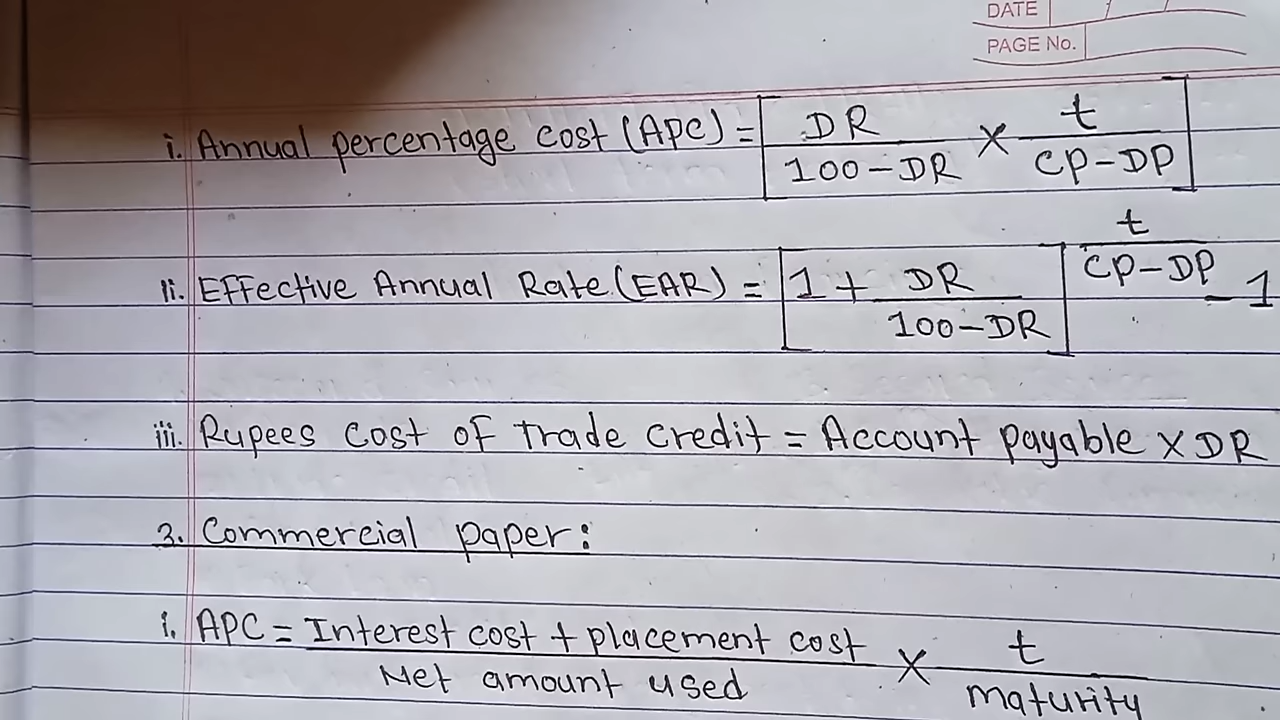 DATE / /
PAGE No.
i. Annual percentage cost (APC) = [DR / 100 - DR × t / CP - DP]
ii. Effective Annual Rate (EAR) = [1 + DR / 100 - DR]^(t / CP - DP) - 1
iii. Rupees cost of trade credit = Account payable × DR
3. Commercial paper:
i. APC = Interest cost + placement cost / Net amount used × t / maturity